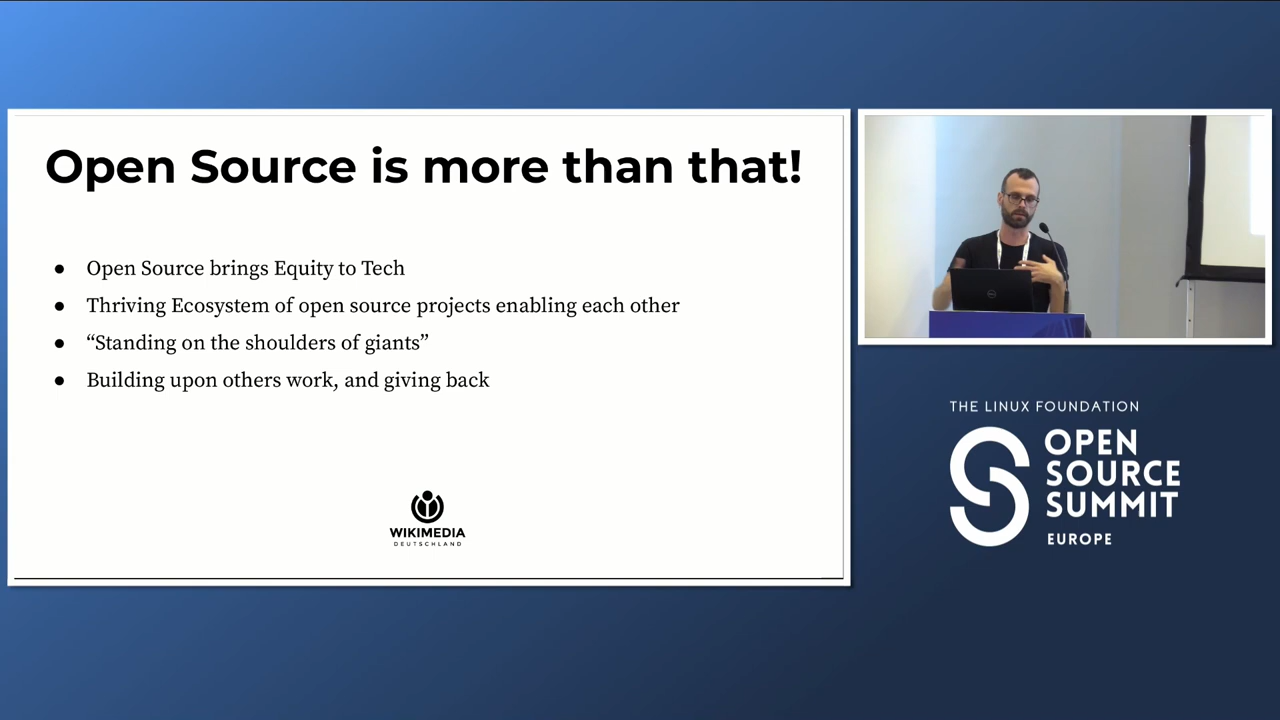 Open Source is more than that!
● Open Source brings Equity to Tech
● Thriving Ecosystem of open source projects enabling each other
● “Standing on the shoulders of giants”
● Building upon others work, and giving back
WIKIMEDIA
DEUTSCHLAND
THE LINUX FOUNDATION
OPEN
SOURCE
SUMMIT
EUROPE